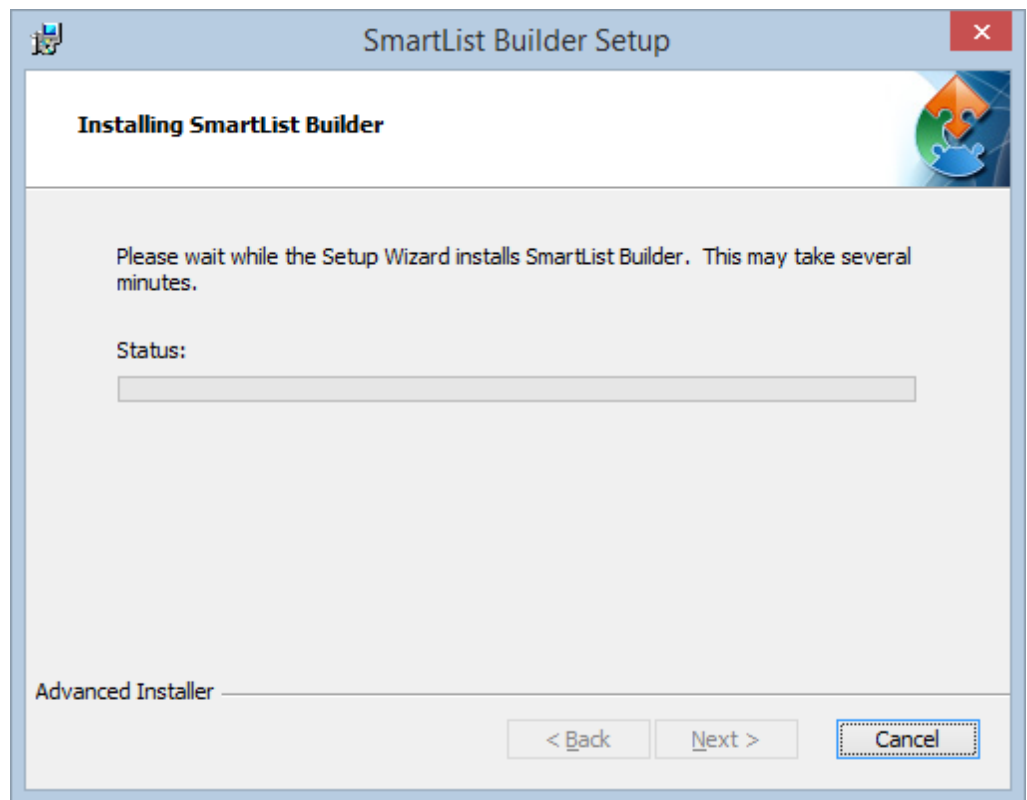 SmartList Builder Setup
Installing SmartList Builder
Please wait while the Setup Wizard installs SmartList Builder.  This may take several
minutes.
Status:
Advanced Installer
< Back
Next >
Cancel